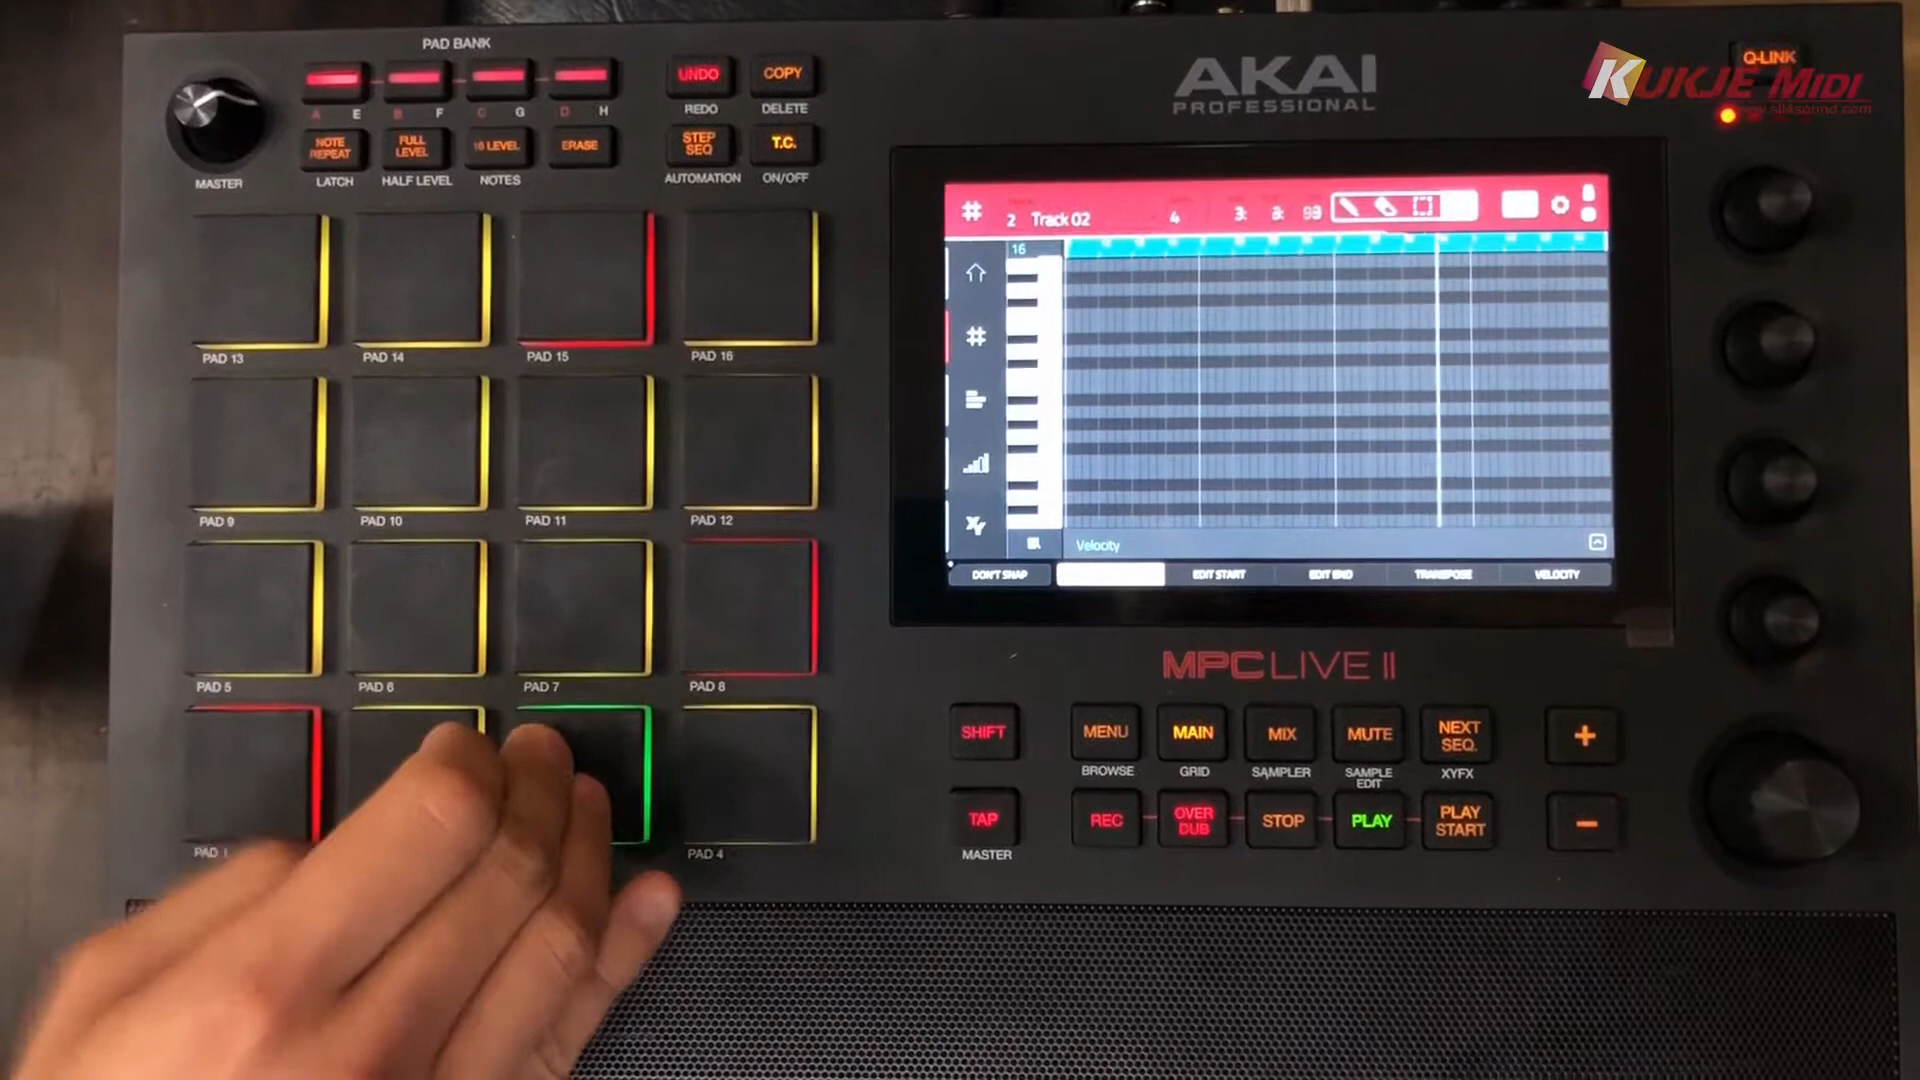 PAD BANK
A E B F C G D H
MASTER
NOTE REPEAT
LATCH
FULL LEVEL
HALF LEVEL
16 LEVEL
NOTES
ERASE
UNDO
REDO
COPY
DELETE
STEP SEQ
AUTOMATION
T.C.
ON/OFF
AKAI
PROFESSIONAL
Q-LINK
KUKJE MIDI
2 Track 02
4
3: 3: 93
16
Velocity
DON'T SNAP
EDIT START
EDIT END
TRANSPOSE
VELOCITY
PAD 13
PAD 14
PAD 15
PAD 16
PAD 9
PAD 10
PAD 11
PAD 12
PAD 5
PAD 6
PAD 7
PAD 8
PAD 1
PAD 4
MPC LIVE II
SHIFT
MENU
BROWSE
MAIN
GRID
MIX
SAMPLER
MUTE
SAMPLE EDIT
NEXT SEQ.
XYFX
+
TAP
MASTER
REC
OVER DUB
STOP
PLAY
PLAY START
−